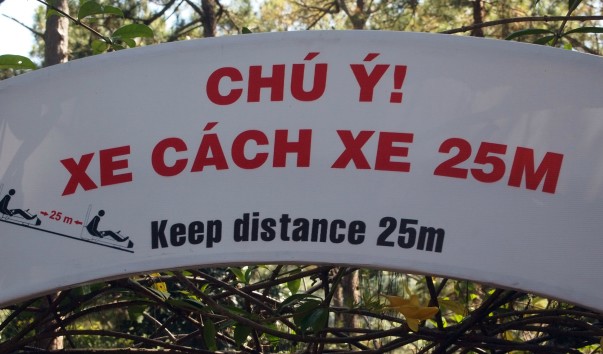 CHÚ Ý!
XE CÁCH XE 25M
25 m
Keep distance 25m